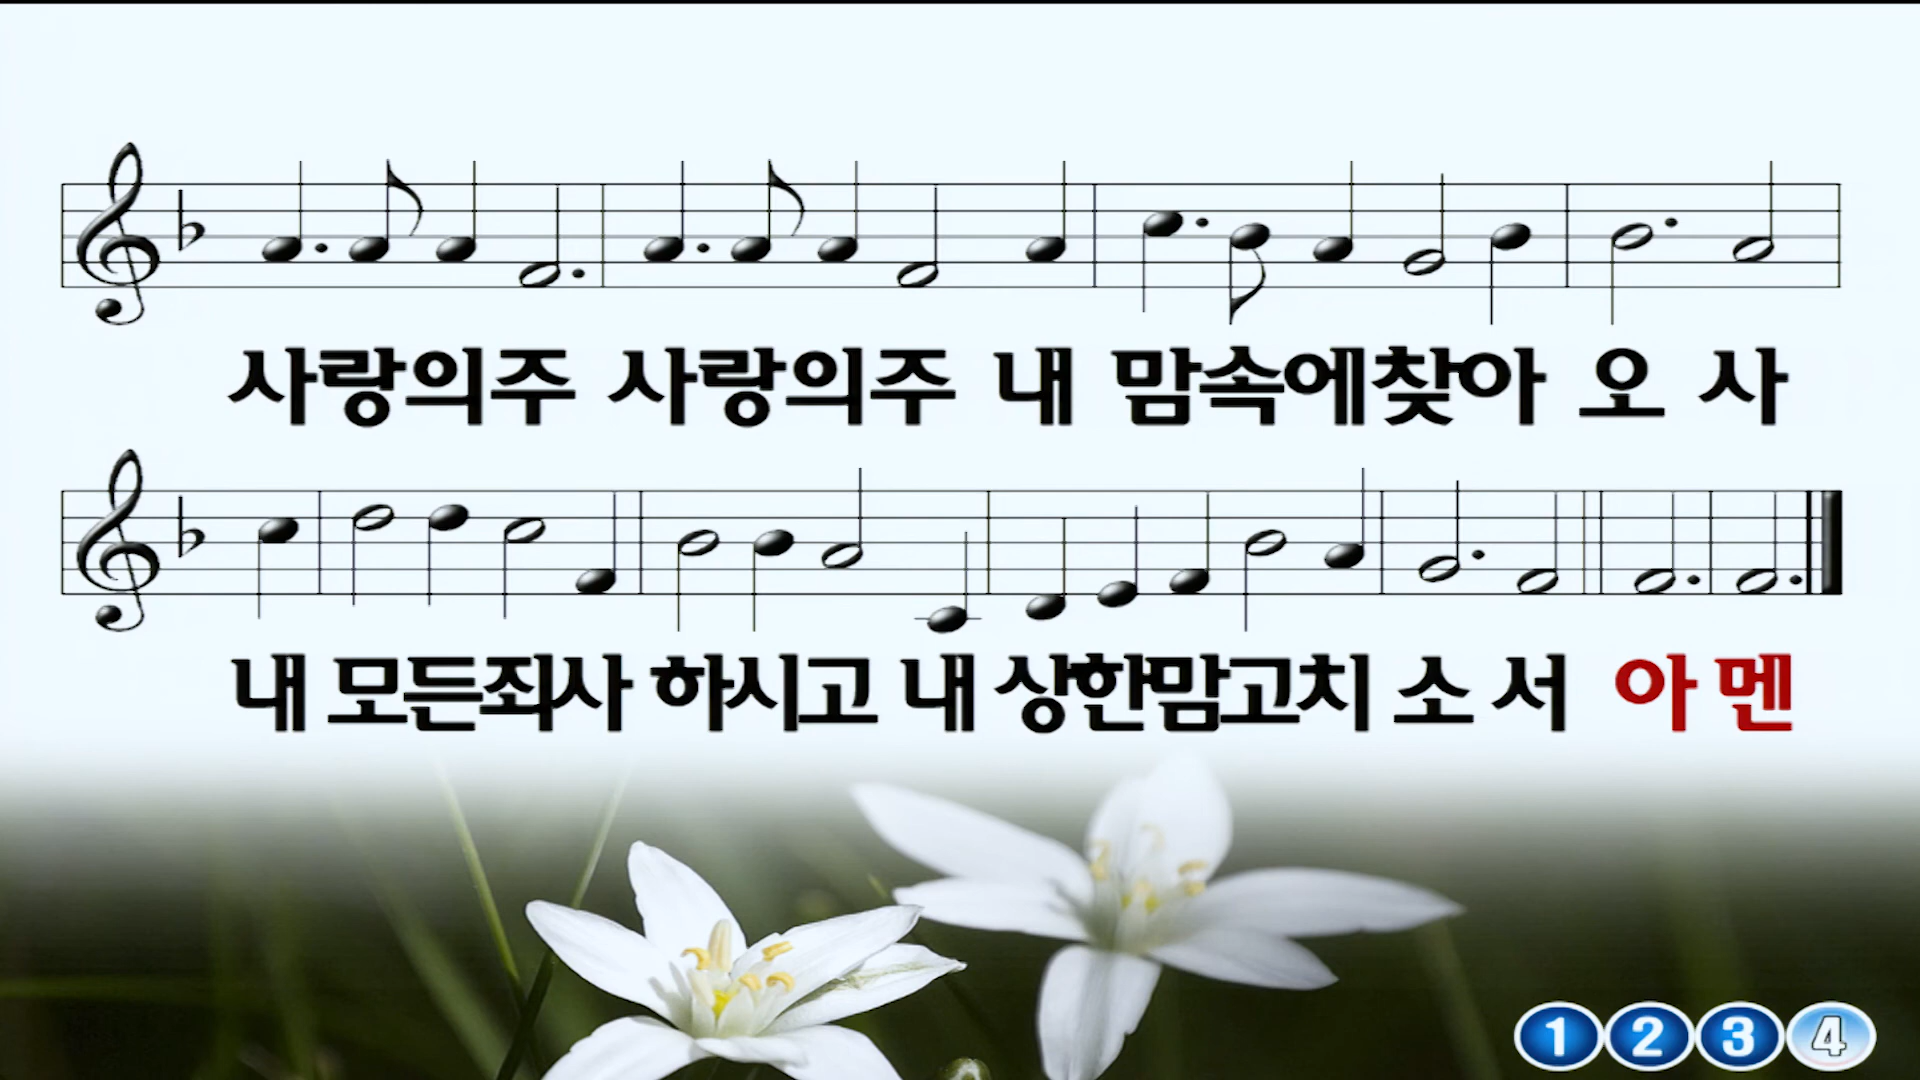 사랑의주 사랑의주 내 맘속에찾아 오 사
내 모든죄사 하시고 내 상한맘고치 소 서 아멘
1 2 3 4